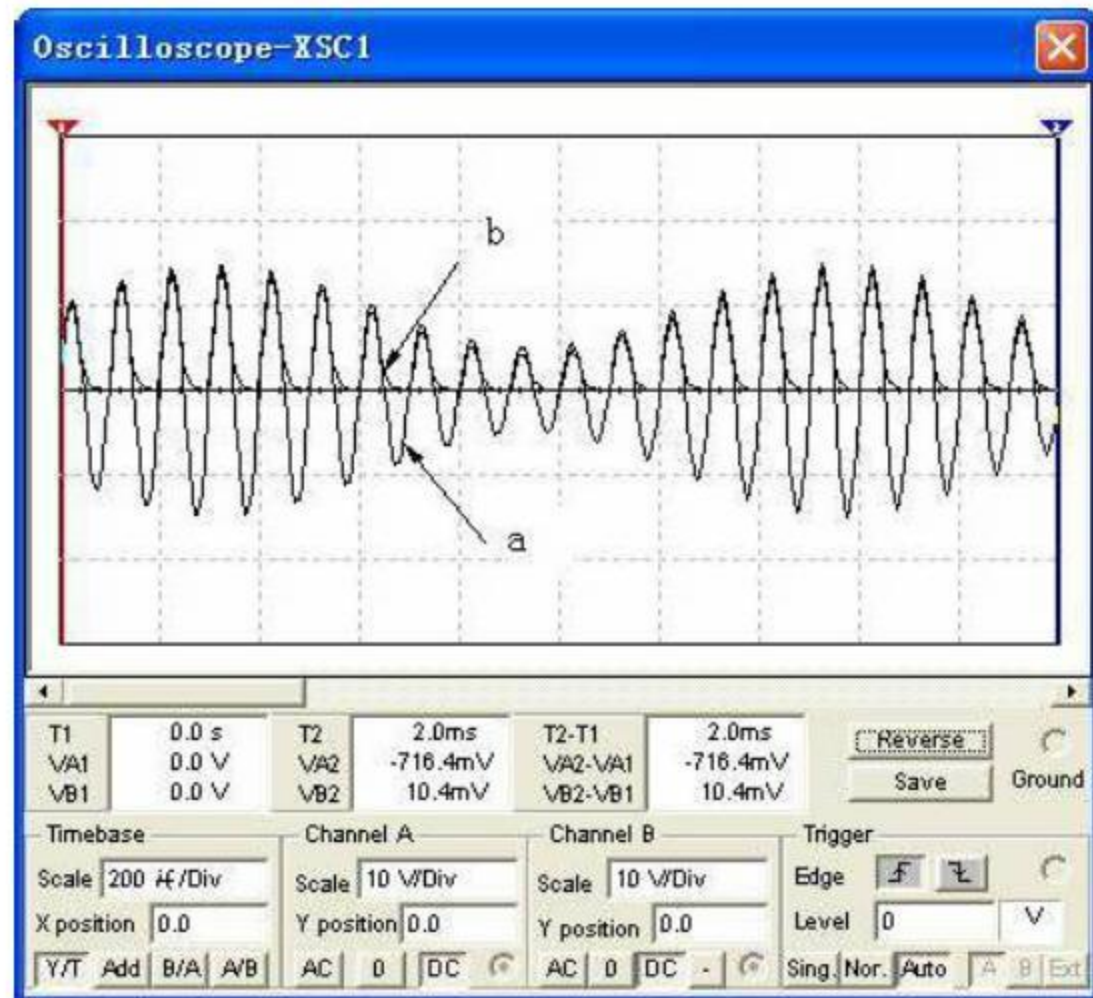 Oscilloscope-XSC1
b
a
T1 0.0 s T2 2.0ms T2-T1 2.0ms Reverse
VA1 0.0 V VA2 -716.4mV VA2-VA1 -716.4mV
VB1 0.0 V VB2 10.4mV VB2-VB1 10.4mV Save Ground
Timebase Channel A Channel B Trigger
Scale 200 /Div Scale 10 V/Div Scale 10 V/Div Edge
X position 0.0 Y position 0.0 Y position 0.0 Level 0 V
Y/T Add B/A A/B AC 0 DC AC 0 DC - Sing. Nor. Auto A B Ext